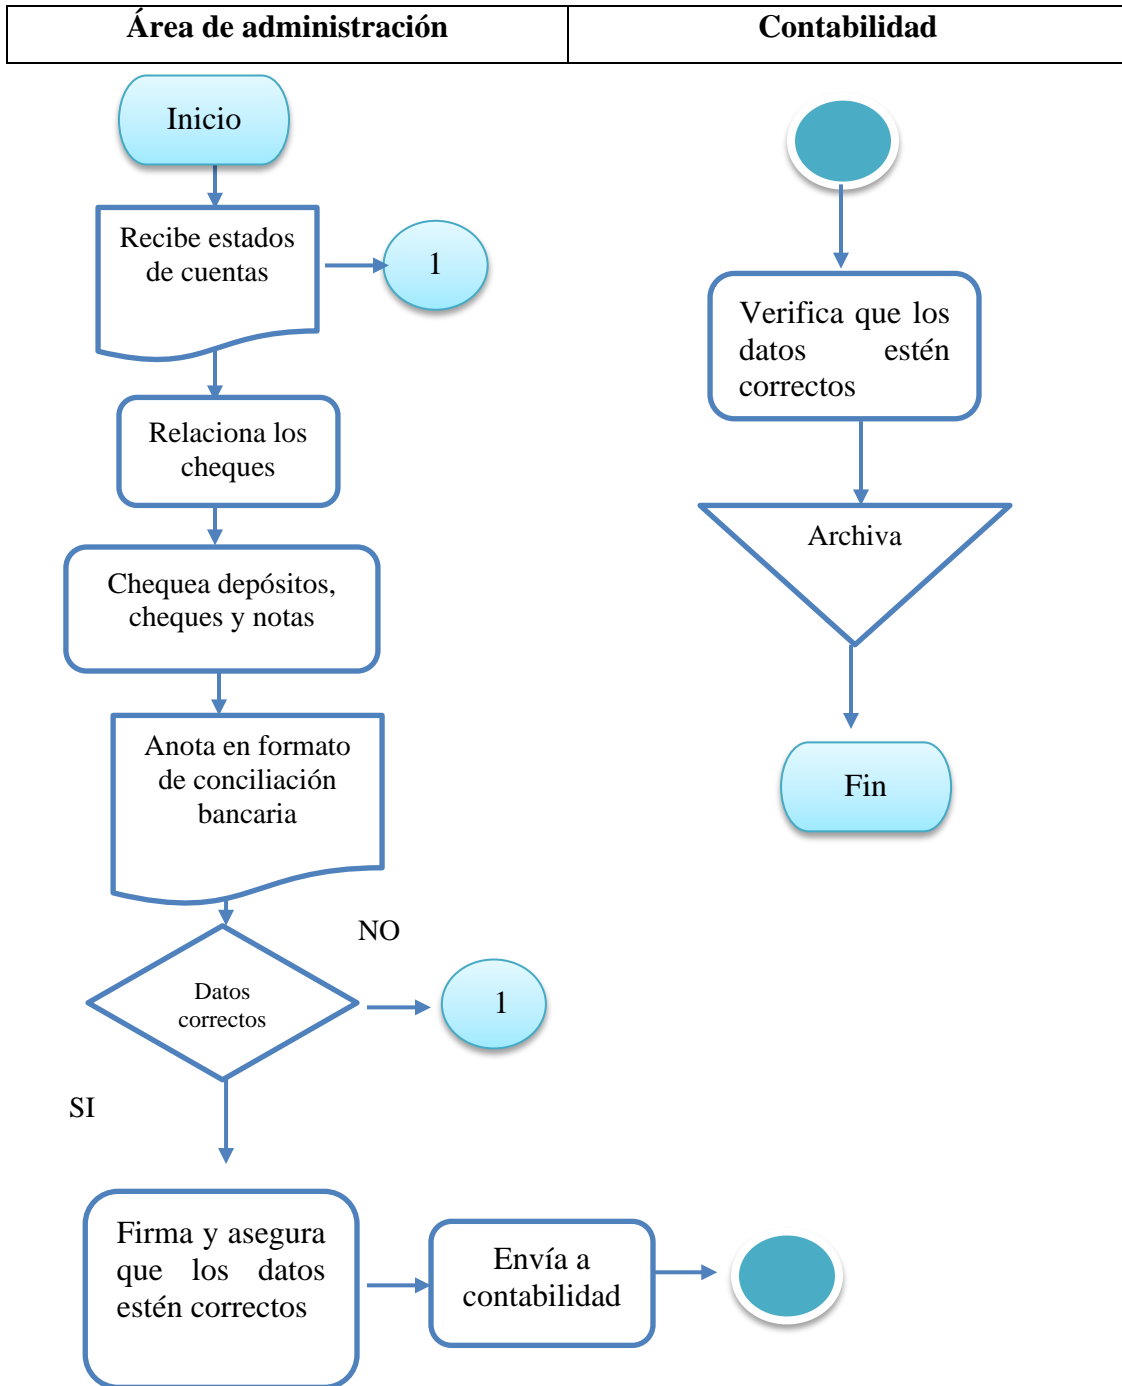 Área de administración
Contabilidad
Inicio
Recibe estados
de cuentas
1
Relaciona los
cheques
Chequea depósitos,
cheques y notas
Anota en formato
de conciliación
bancaria
NO
Datos
correctos
1
SI
Firma y asegura
que los datos
estén correctos
Envía a
contabilidad
Verifica que los
datos estén
correctos
Archiva
Fin